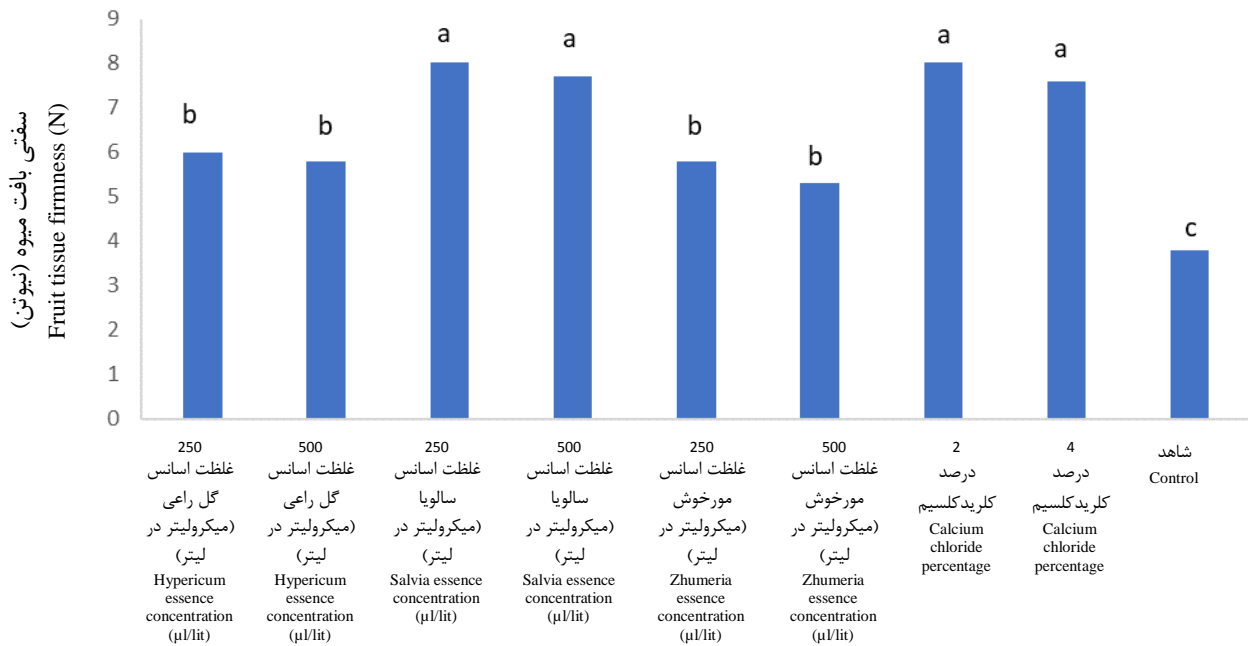 سفتی بافت میوه (نیوتن)
Fruit tissue firmness (N)
9
8
7
6
5
4
3
2
1
0
b
b
a
a
b
b
a
a
c
250
غلظت اسانس
گل راعی
(میکرولیتر در
لیتر)
Hypericum
essence
concentration
(µl/lit)
500
غلظت اسانس
گل راعی
(میکرولیتر در
لیتر)
Hypericum
essence
concentration
(µl/lit)
250
غلظت اسانس
سالویا
(میکرولیتر در
لیتر)
Salvia essence
concentration
(µl/lit)
500
غلظت اسانس
سالویا
(میکرولیتر در
لیتر)
Salvia essence
concentration
(µl/lit)
250
غلظت اسانس
مورخوش
(میکرولیتر در
لیتر)
Zhumeria
essence
concentration
(µl/lit)
500
غلظت اسانس
مورخوش
(میکرولیتر در
لیتر)
Zhumeria
essence
concentration
(µl/lit)
2
درصد
کلریدکلسیم
Calcium
chloride
percentage
4
درصد
کلریدکلسیم
Calcium
chloride
percentage
شاهد
Control